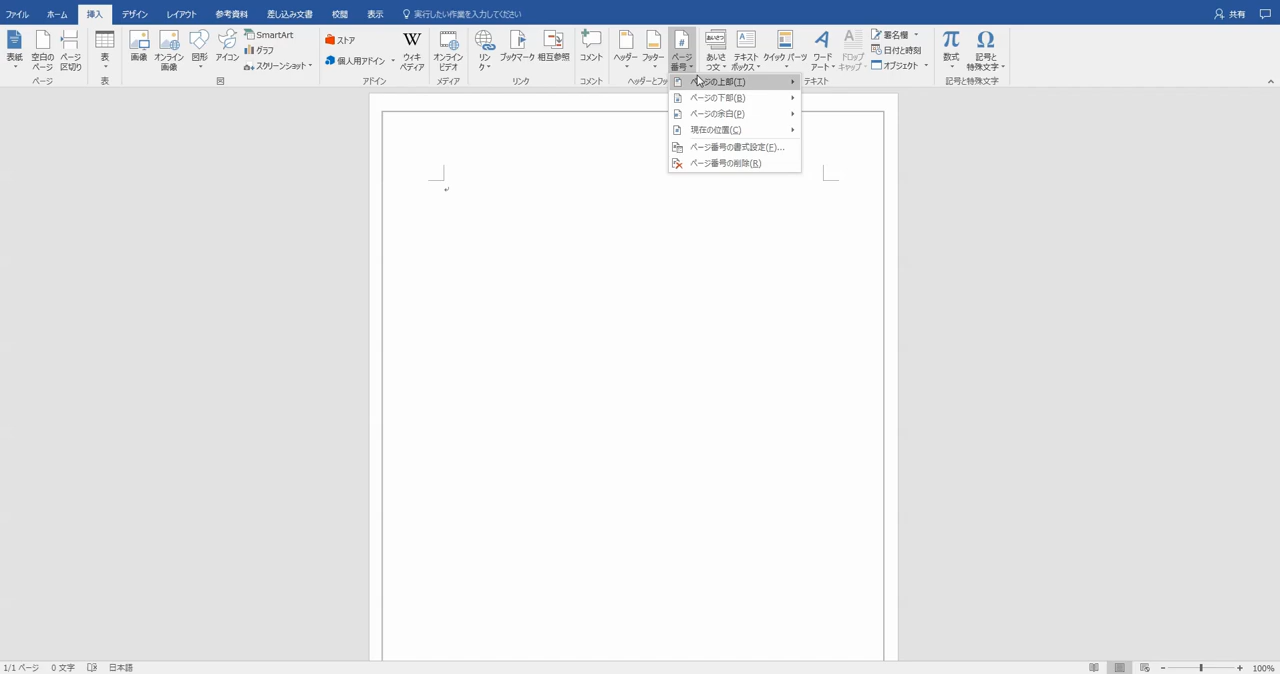 ファイル ホーム 挿入 デザイン レイアウト 参考資料 差し込み文書 校閲 表示 実行したい作業を入力してください 共有
表紙 空白のページ ページ区切り 表 画像 オンライン画像 図形 アイコン SmartArt グラフ スクリーンショット ストア 個人用アドイン ウィキペディア オンラインビデオ リンク ブックマーク 相互参照 コメント ヘッダー フッター ページ番号 あいさつ文 テキストボックス クイック パーツ ワードアート ドロップキャップ 署名欄 日付と時刻 オブジェクト 数式 記号と特殊文字
ページ 表 図 アドイン メディア リンク コメント ヘッダーとフッ テキスト 記号と特殊文字
ページの上部(T)
ページの下部(B)
ページの余白(P)
現在の位置(C)
ページ番号の書式設定(F)...
ページ番号の削除(R)
1/1 ページ 0 文字 日本語 100%